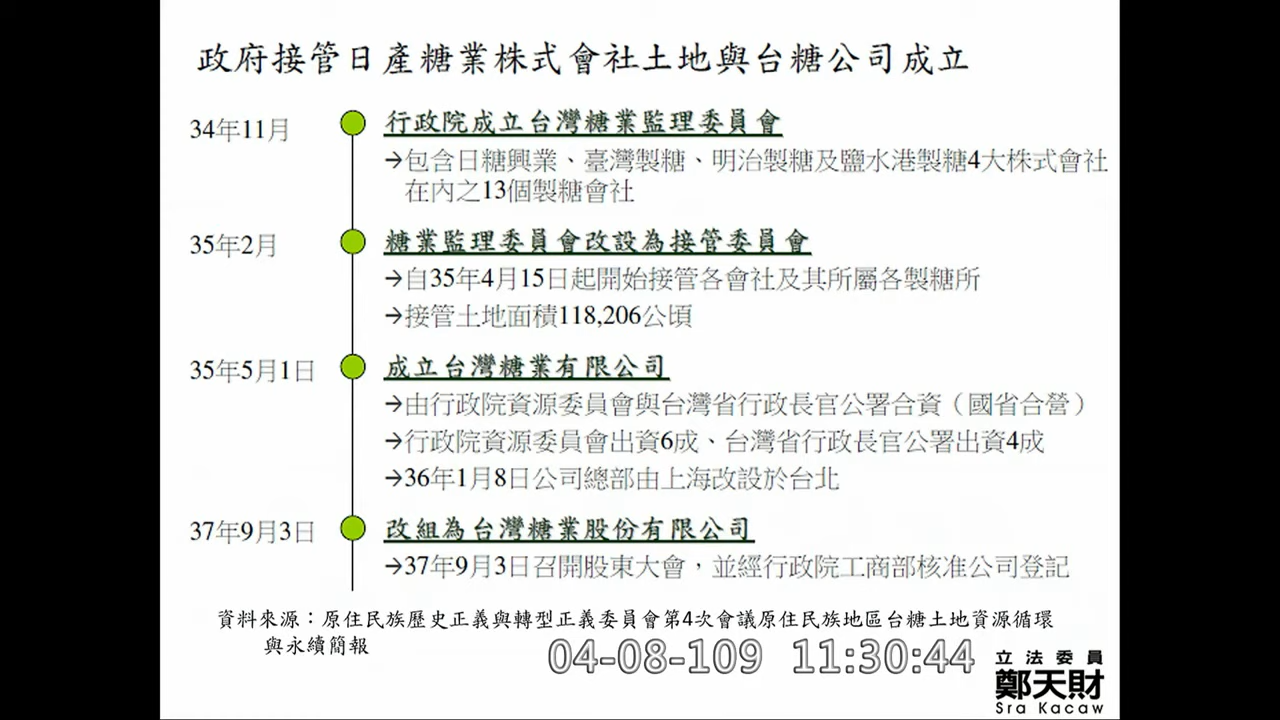 政府接管日產糖業株式會社土地與台糖公司成立
34年11月
行政院成立台灣糖業監理委員會
→包含日糖興業、臺灣製糖、明治製糖及鹽水港製糖4大株式會社
在內之13個製糖會社
35年2月
糖業監理委員會改設為接管委員會
→自35年4月15日起開始接管各會社及其所屬各製糖所
→接管土地面積118,206公頃
35年5月1日
成立台灣糖業有限公司
→由行政院資源委員會與台灣省行政長官公署合資（國省合營）
→行政院資源委員會出資6成、台灣省行政長官公署出資4成
→36年1月8日公司總部由上海改設於台北
37年9月3日
改組為台灣糖業股份有限公司
→37年9月3日召開股東大會，並經行政院工商部核准公司登記
資料來源：原住民族歷史正義與轉型正義委員會第4次會議原住民族地區台糖土地資源循環
與永續簡報
04-08-109 11:30:44
立法委員
鄭天財
Sra Kacaw